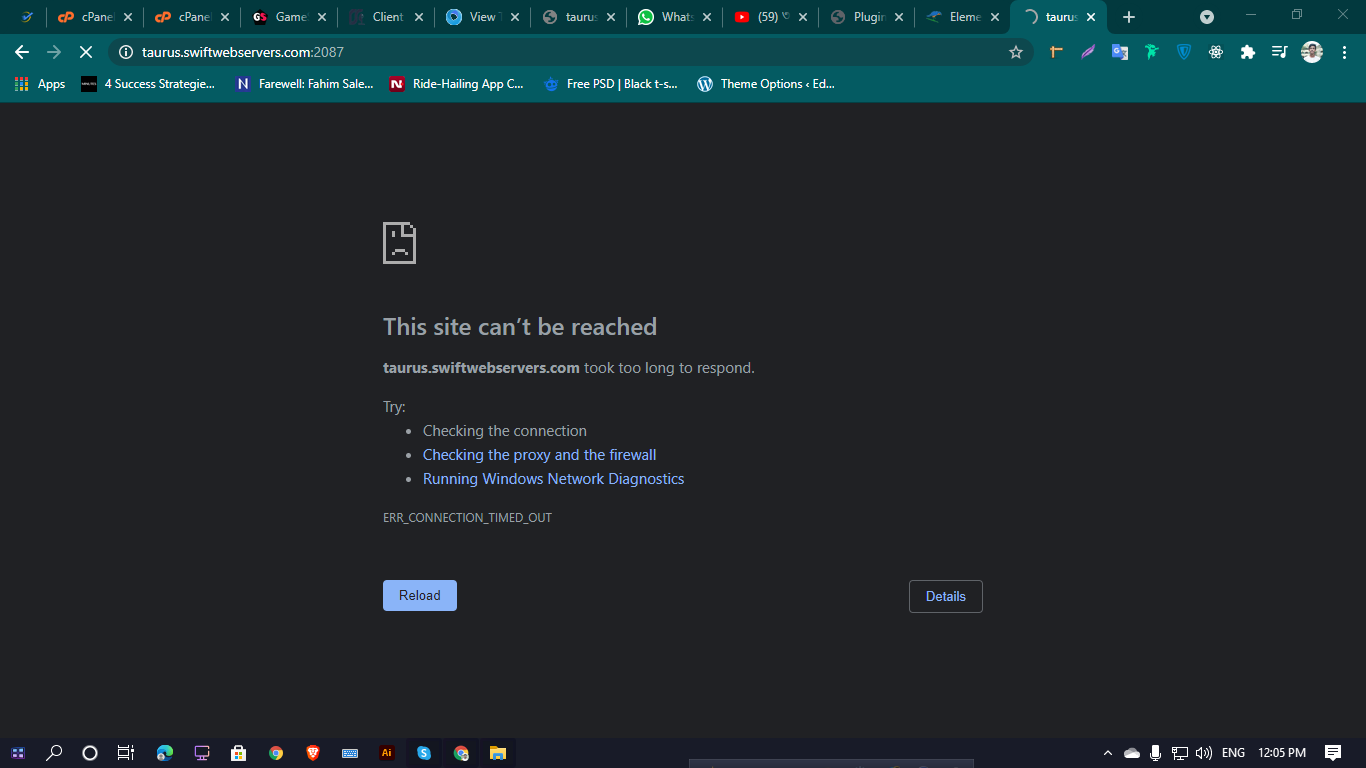 cPanel
cPanel
Game
Client
View T
taurus
Whats
(59)
Plugin
Eleme
taurus
taurus.swiftwebservers.com:2087
Apps
4 Success Strategie...
Farewell: Fahim Sale...
Ride-Hailing App C...
Free PSD | Black t-s...
Theme Options ‹ Ed...
This site can’t be reached
taurus.swiftwebservers.com took too long to respond.
Try:
Checking the connection
Checking the proxy and the firewall
Running Windows Network Diagnostics
ERR_CONNECTION_TIMED_OUT
Reload
Details
ENG
12:05 PM